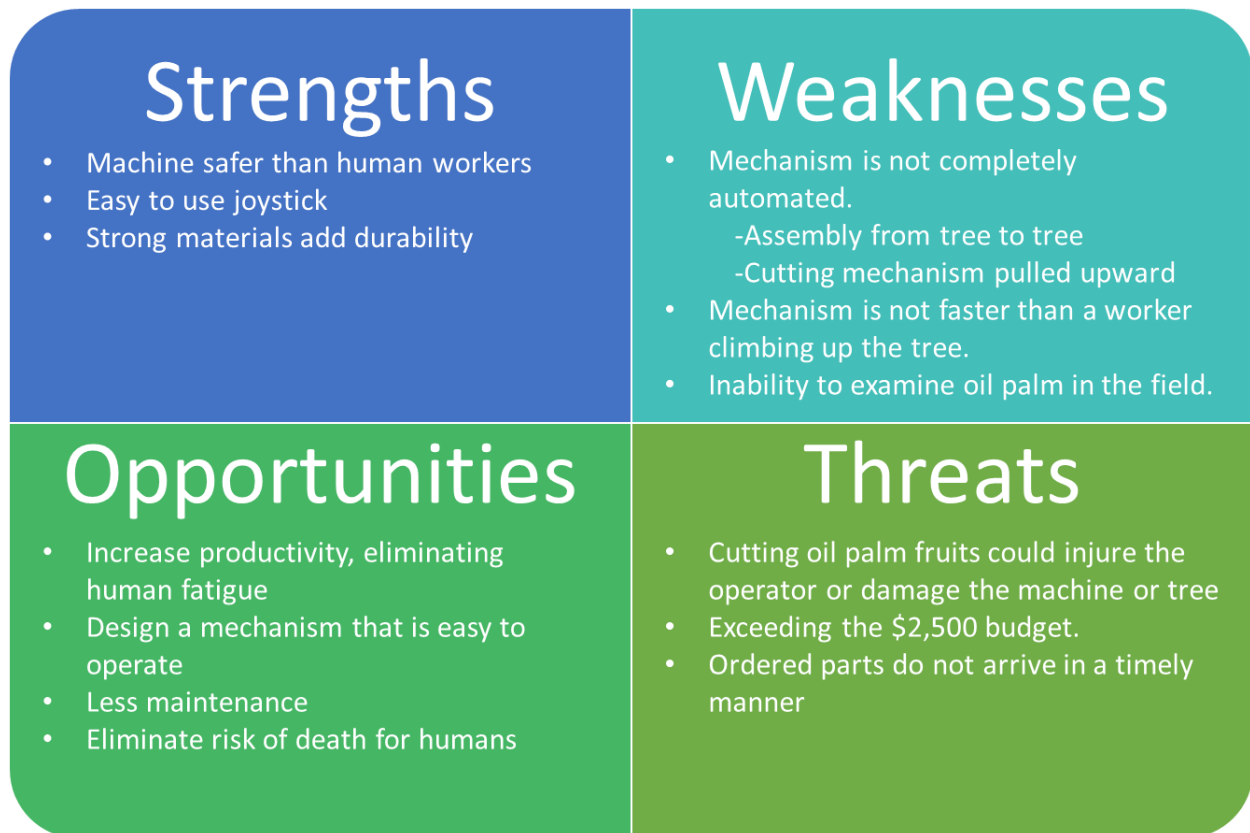 Strengths
• Machine safer than human workers
• Easy to use joystick
• Strong materials add durability
Weaknesses
• Mechanism is not completely
automated.
-Assembly from tree to tree
-Cutting mechanism pulled upward
• Mechanism is not faster than a worker
climbing up the tree.
• Inability to examine oil palm in the field.
Opportunities
• Increase productivity, eliminating
human fatigue
• Design a mechanism that is easy to
operate
• Less maintenance
• Eliminate risk of death for humans
Threats
• Cutting oil palm fruits could injure the
operator or damage the machine or tree
• Exceeding the $2,500 budget.
• Ordered parts do not arrive in a timely
manner